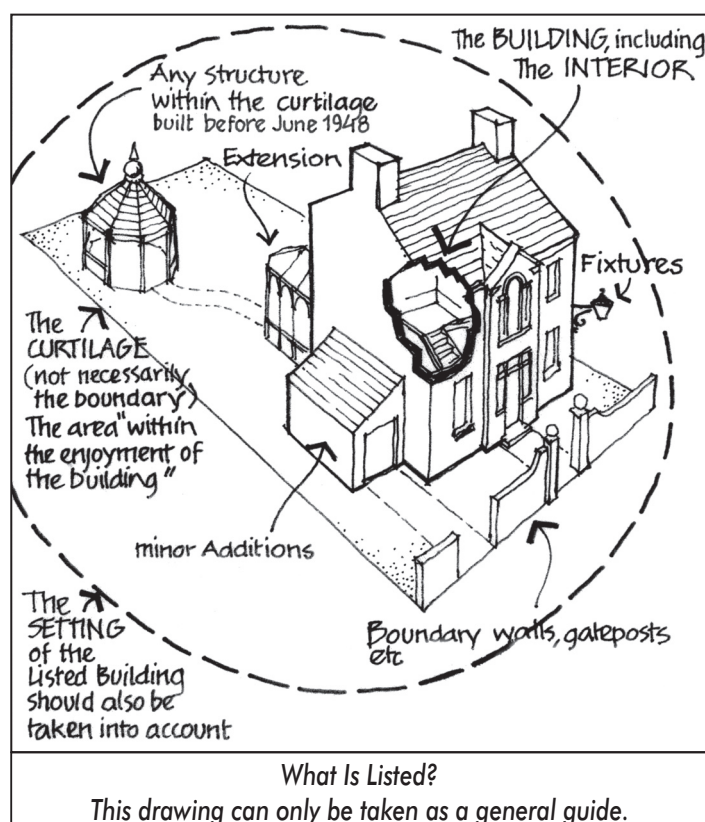 The BUILDING, including
The INTERIOR
Any structure
within the curtilage
built before June 1948
Extension
Fixtures
The
CURTILAGE
(not necessarily
the boundary)
The area "within
the enjoyment of
the building"
minor Additions
The
SETTING
of the
Listed Building
should also be
taken into account
Boundary walls, gateposts
etc
What Is Listed?
This drawing can only be taken as a general guide.